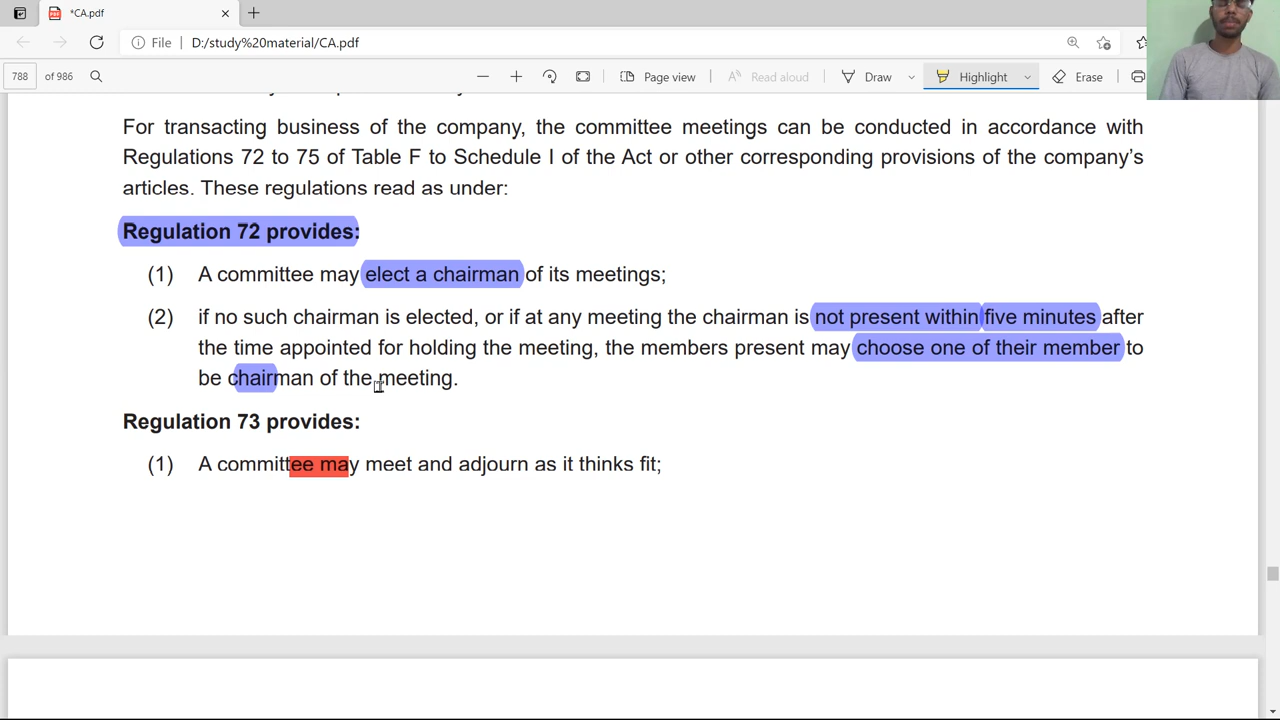 *CA.pdf
File
D:/study%20material/CA.pdf
788 of 986
Page view
Read aloud
Draw
Highlight
Erase
For transacting business of the company, the committee meetings can be conducted in accordance with
Regulations 72 to 75 of Table F to Schedule I of the Act or other corresponding provisions of the company's
articles. These regulations read as under:
Regulation 72 provides:
(1) A committee may elect a chairman of its meetings;
(2) if no such chairman is elected, or if at any meeting the chairman is not present within five minutes after
the time appointed for holding the meeting, the members present may choose one of their member to
be chairman of the meeting.
Regulation 73 provides:
(1) A committee may meet and adjourn as it thinks fit;